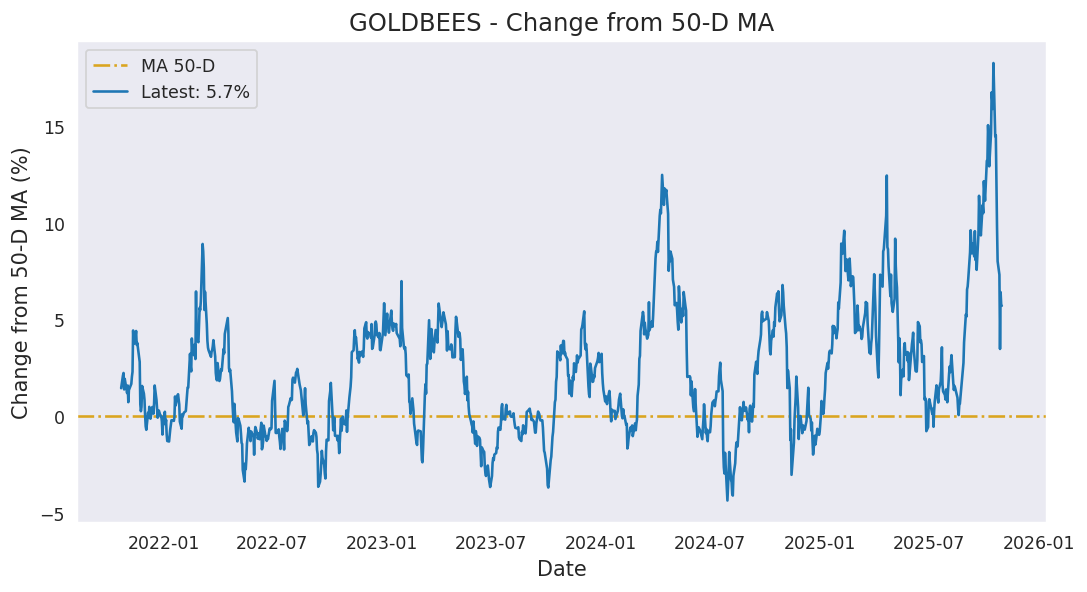 GOLDBEES - Change from 50-D MA
MA 50-D
Latest: 5.7%
Change from 50-D MA (%)
15
10
5
0
−5
2022-01 2022-07 2023-01 2023-07 2024-01 2024-07 2025-01 2025-07 2026-01
Date